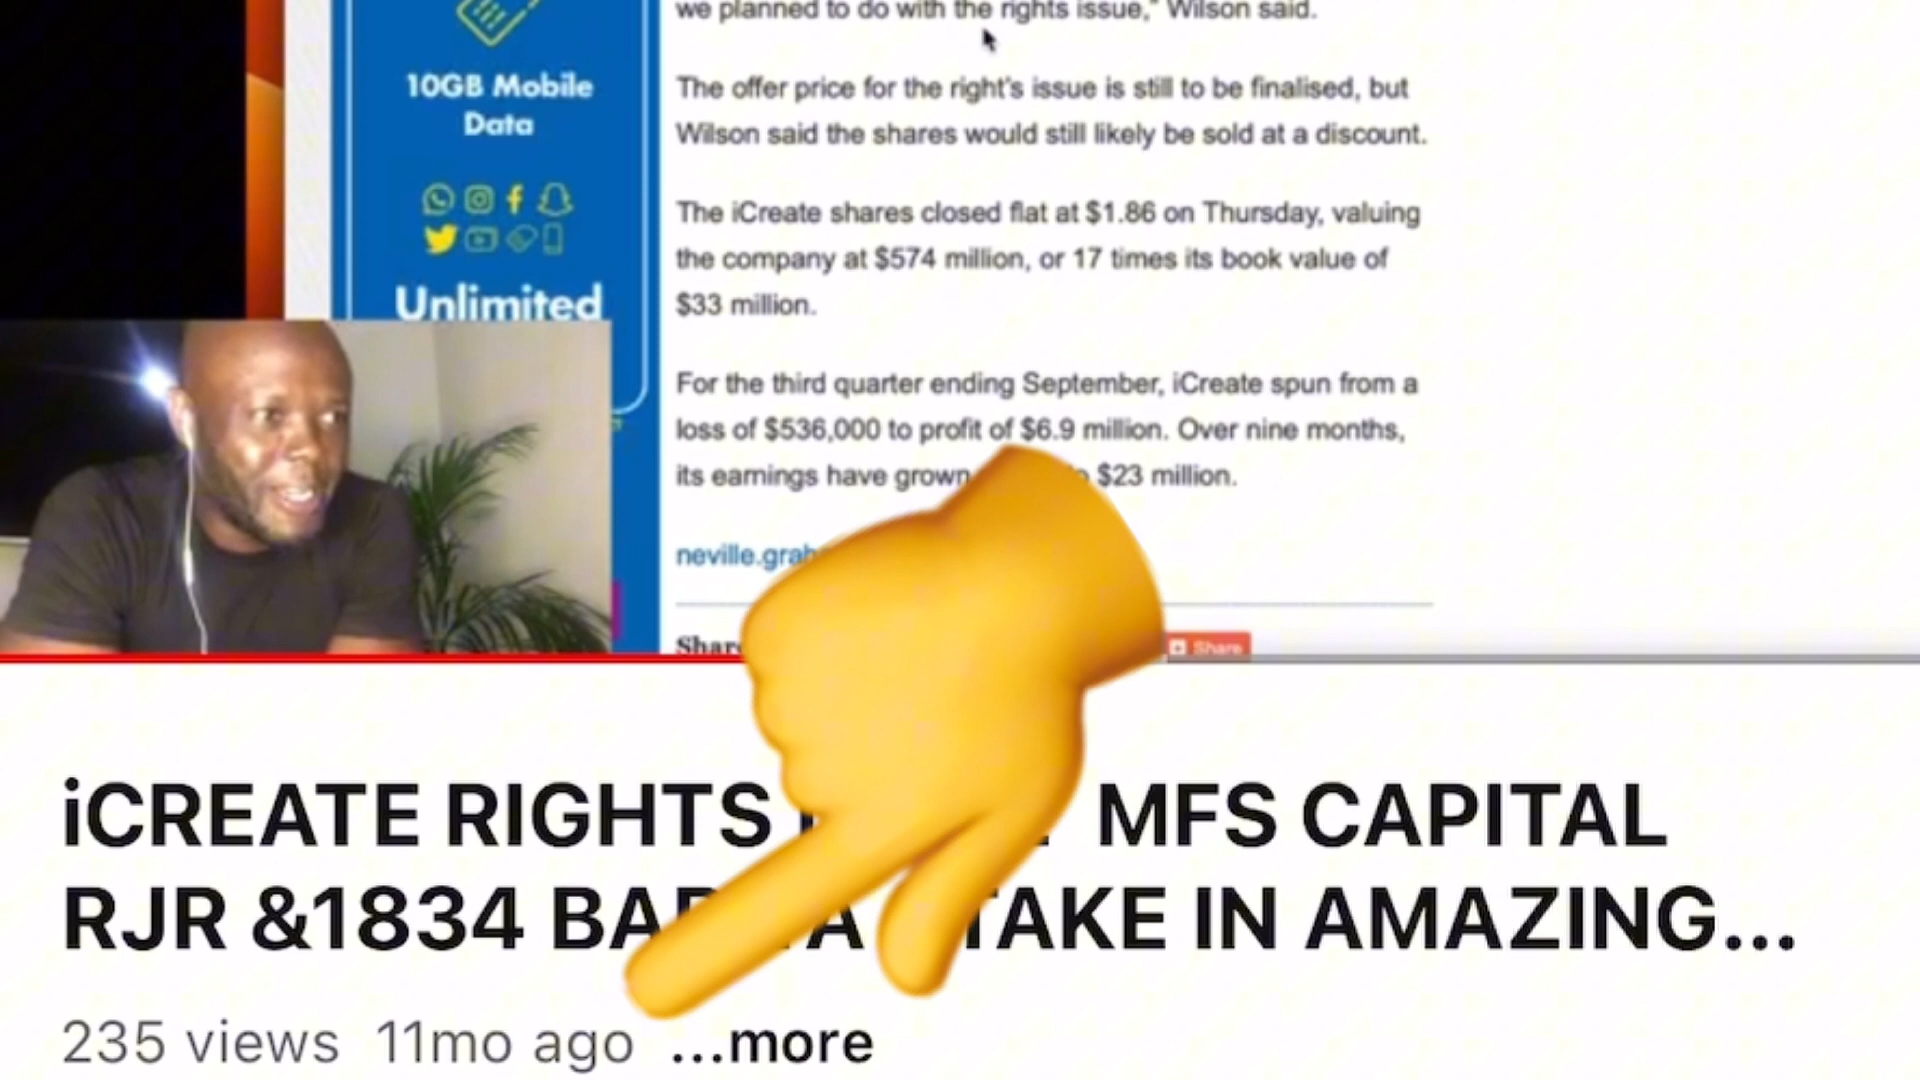 we planned to do with the rights issue," Wilson said.
10GB Mobile
Data
Unlimited
The offer price for the right's issue is still to be finalised, but
Wilson said the shares would still likely be sold at a discount.
The iCreate shares closed flat at $1.86 on Thursday, valuing
the company at $574 million, or 17 times its book value of
$33 million.
For the third quarter ending September, iCreate spun from a
loss of $536,000 to profit of $6.9 million. Over nine months,
its earnings have grown $23 million.
neville.grah
Share
Share
iCREATE RIGHTS MFS CAPITAL
RJR &1834 TAKE IN AMAZING...
235 views 11mo ago ...more